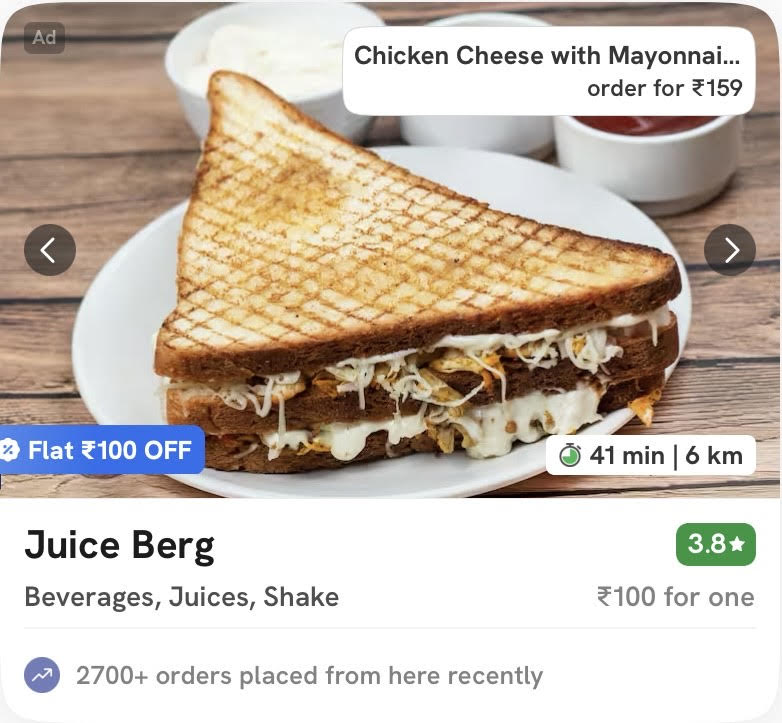 Ad
Chicken Cheese with Mayonnai...
order for ₹159
Flat ₹100 OFF
41 min | 6 km
Juice Berg
3.8★
Beverages, Juices, Shake
₹100 for one
2700+ orders placed from here recently